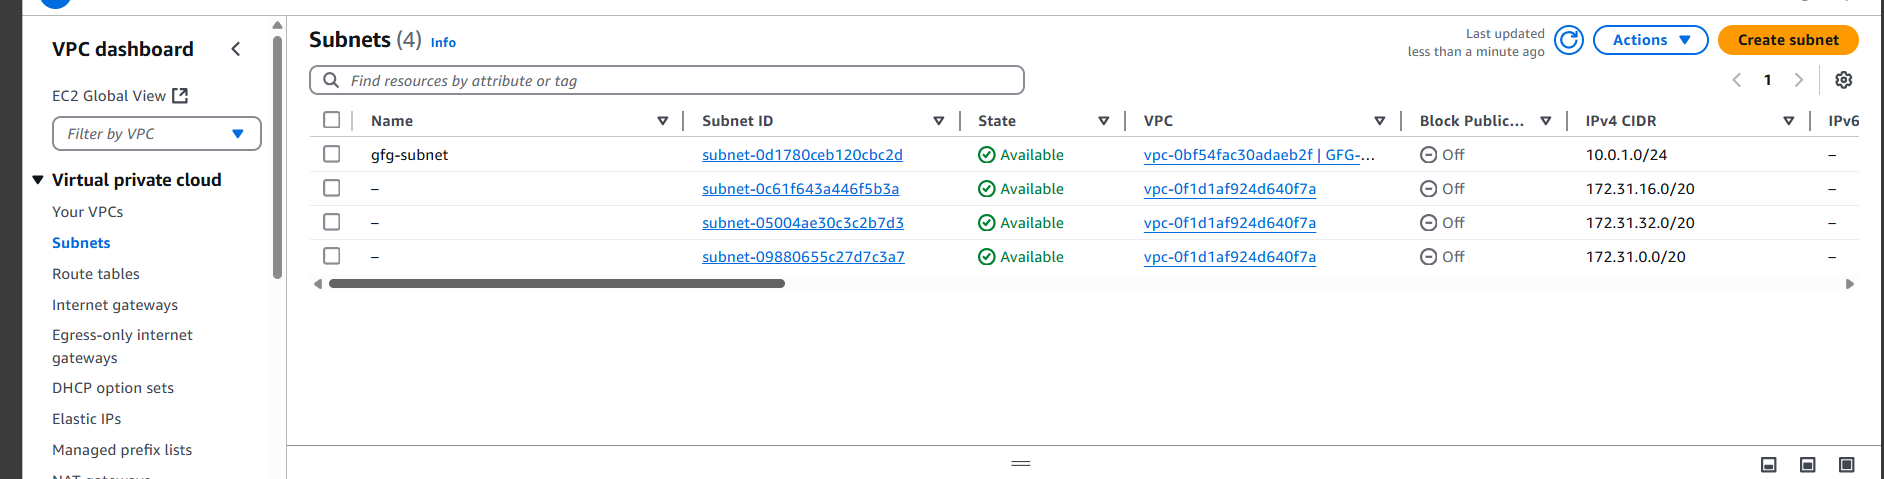 VPC dashboard
EC2 Global View
Filter by VPC
Virtual private cloud
Your VPCs
Subnets
Route tables
Internet gateways
Egress-only internet
gateways
DHCP option sets
Elastic IPs
Managed prefix lists
NAT gateways
Subnets (4) Info
Last updated
less than a minute ago
Actions
Create subnet
Find resources by attribute or tag
1
Name Subnet ID State VPC Block Public... IPv4 CIDR IPv6
gfg-subnet subnet-0d1780ceb120cbc2d Available vpc-0bf54fac30adaeb2f | GFG-... Off 10.0.1.0/24 –
– subnet-0c61f643a446f5b3a Available vpc-0f1d1af924d640f7a Off 172.31.16.0/20 –
– subnet-05004ae30c3c2b7d3 Available vpc-0f1d1af924d640f7a Off 172.31.32.0/20 –
– subnet-09880655c27d7c3a7 Available vpc-0f1d1af924d640f7a Off 172.31.0.0/20 –